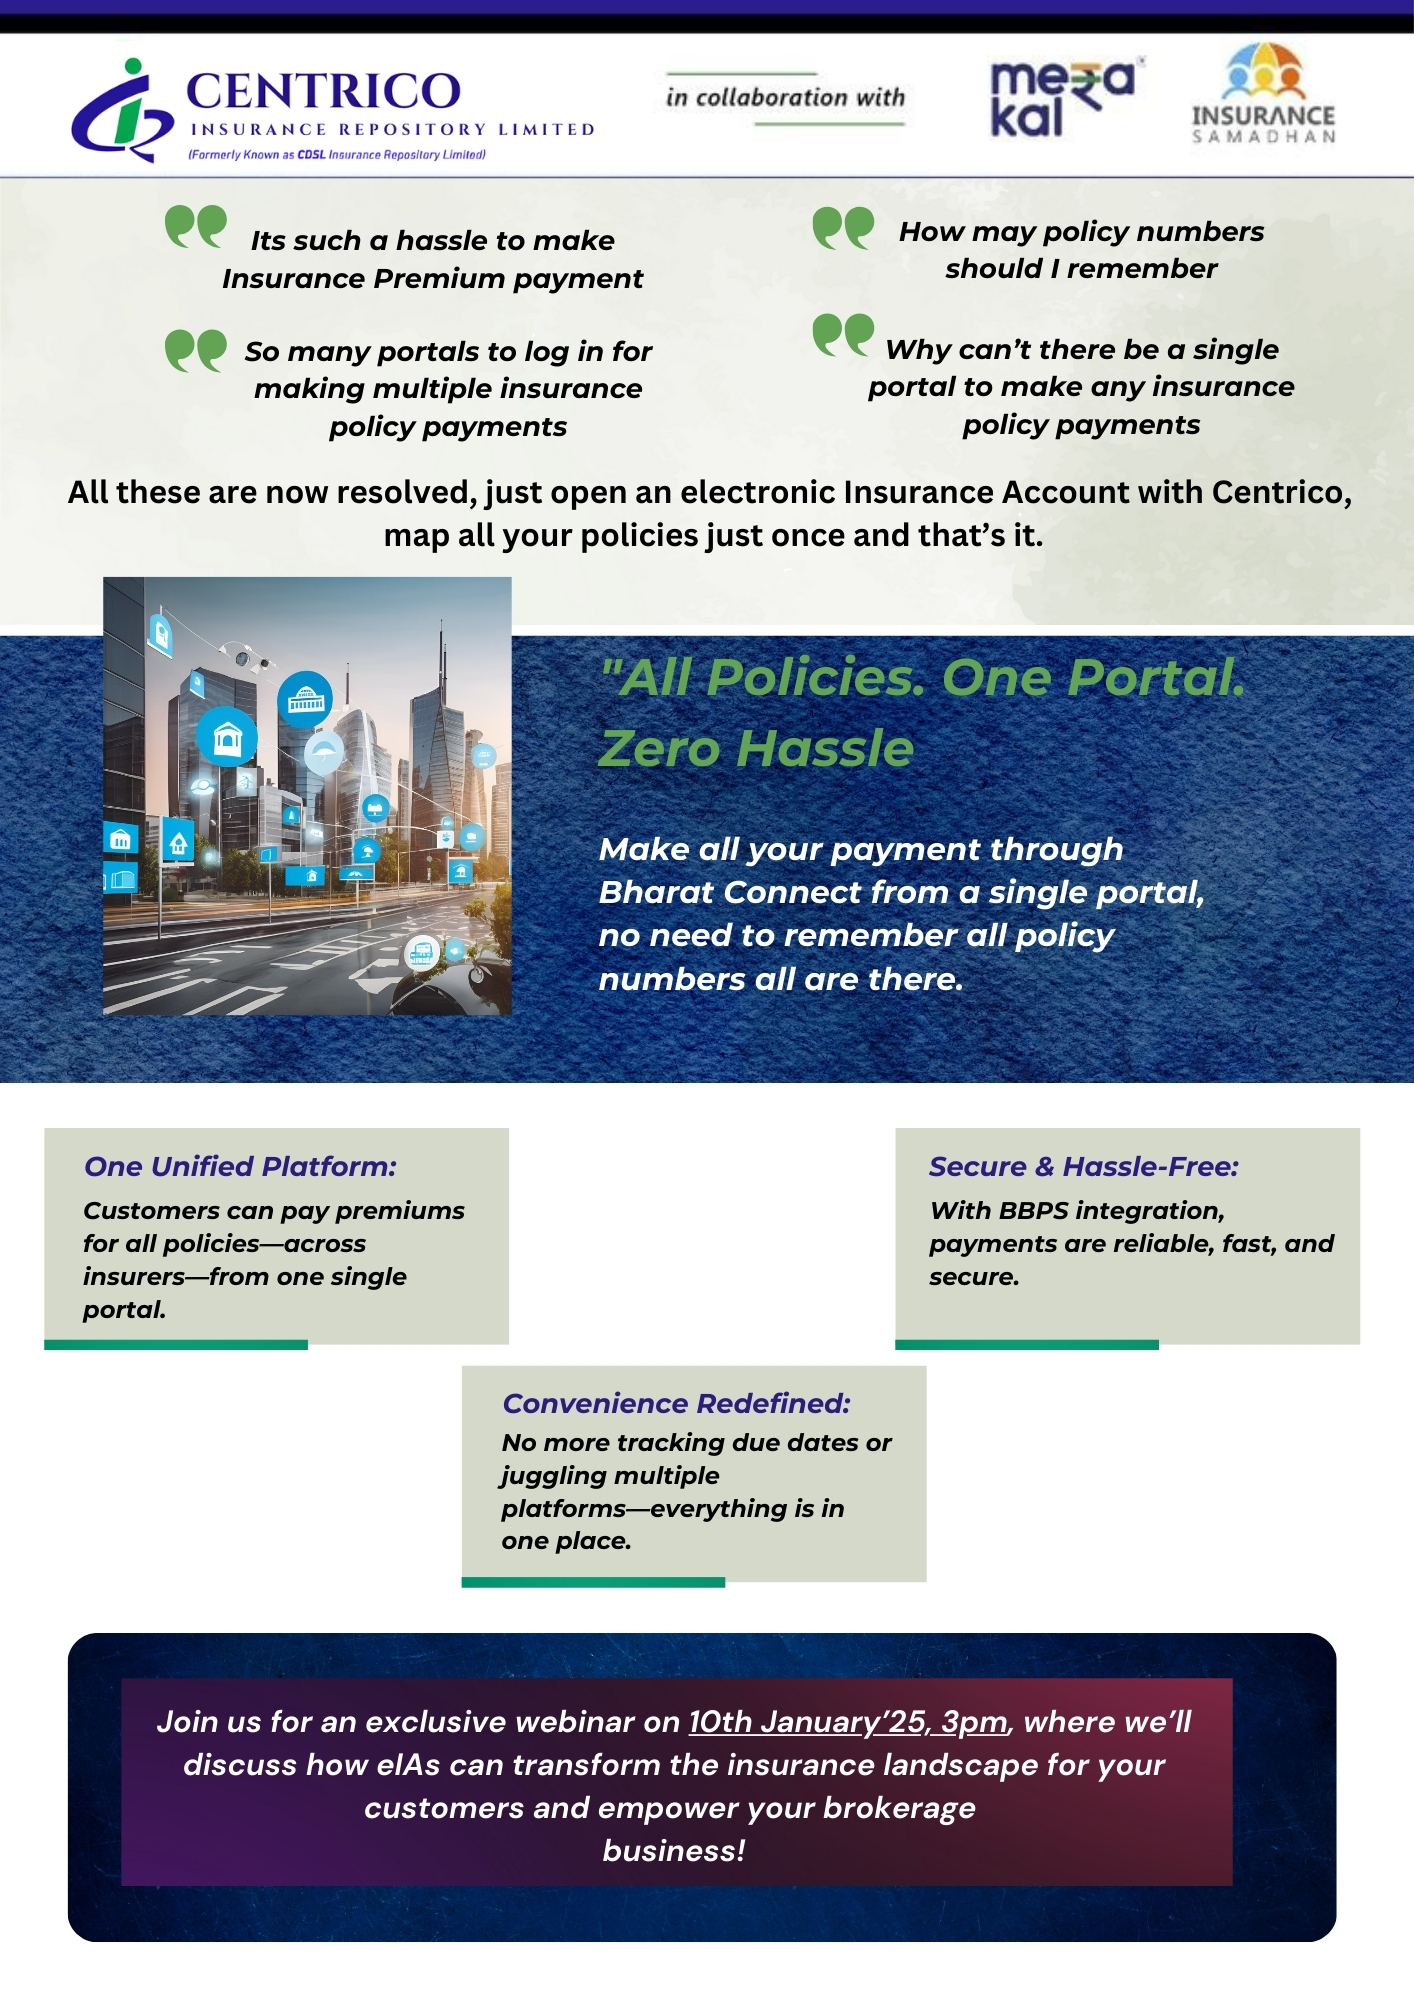 CENTRICO
INSURANCE REPOSITORY LIMITED
(Formerly Known as CDSL Insurance Repository Limited)
in collaboration with
mera
kal
INSURANCE
SAMADHAN
Its such a hassle to make
Insurance Premium payment
How may policy numbers
should I remember
So many portals to log in for
making multiple insurance
policy payments
Why can’t there be a single
portal to make any insurance
policy payments
All these are now resolved, just open an electronic Insurance Account with Centrico,
map all your policies just once and that’s it.
"All Policies. One Portal.
Zero Hassle
Make all your payment through
Bharat Connect from a single portal,
no need to remember all policy
numbers all are there.
One Unified Platform:
Customers can pay premiums
for all policies—across
insurers—from one single
portal.
Secure & Hassle-Free:
With BBPS integration,
payments are reliable, fast, and
secure.
Convenience Redefined:
No more tracking due dates or
juggling multiple
platforms—everything is in
one place.
Join us for an exclusive webinar on 10th January’25, 3pm, where we’ll
discuss how eIAs can transform the insurance landscape for your
customers and empower your brokerage
business!